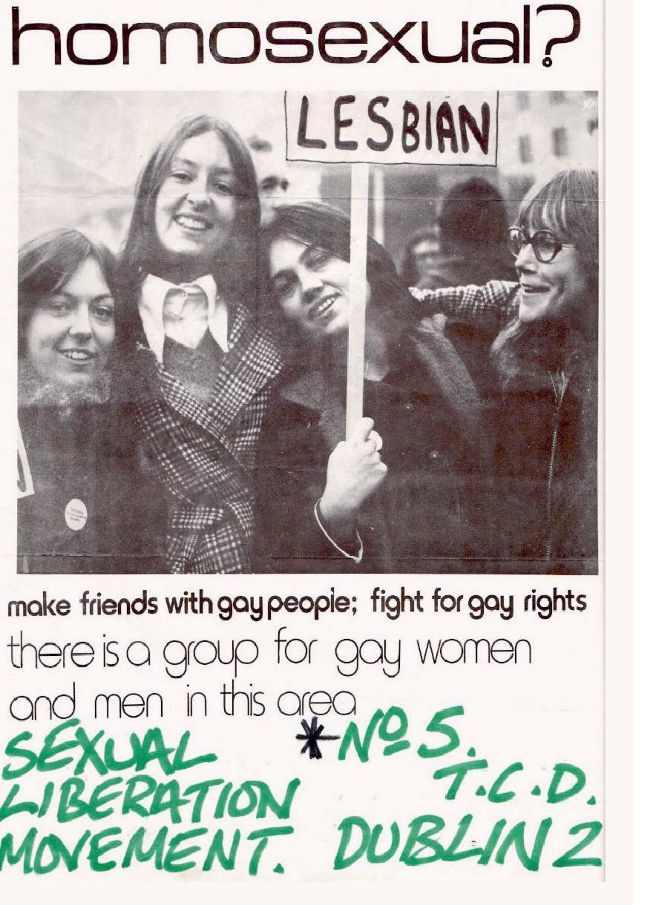 homosexual?
LESBIAN
make friends with gay people; fight for gay rights
there is a group for gay women
and men in this area
SEXUAL *No 5.
LIBERATION T.C.D.
MOVEMENT. DUBLIN 2